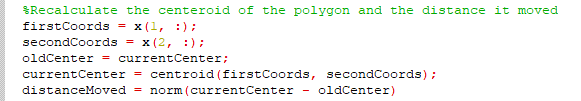 %Recalculate the centeroid of the polygon and the distance it moved
firstCoords = x(1, :);
secondCoords = x(2, :);
oldCenter = currentCenter;
currentCenter = centroid(firstCoords, secondCoords);
distanceMoved = norm(currentCenter - oldCenter)